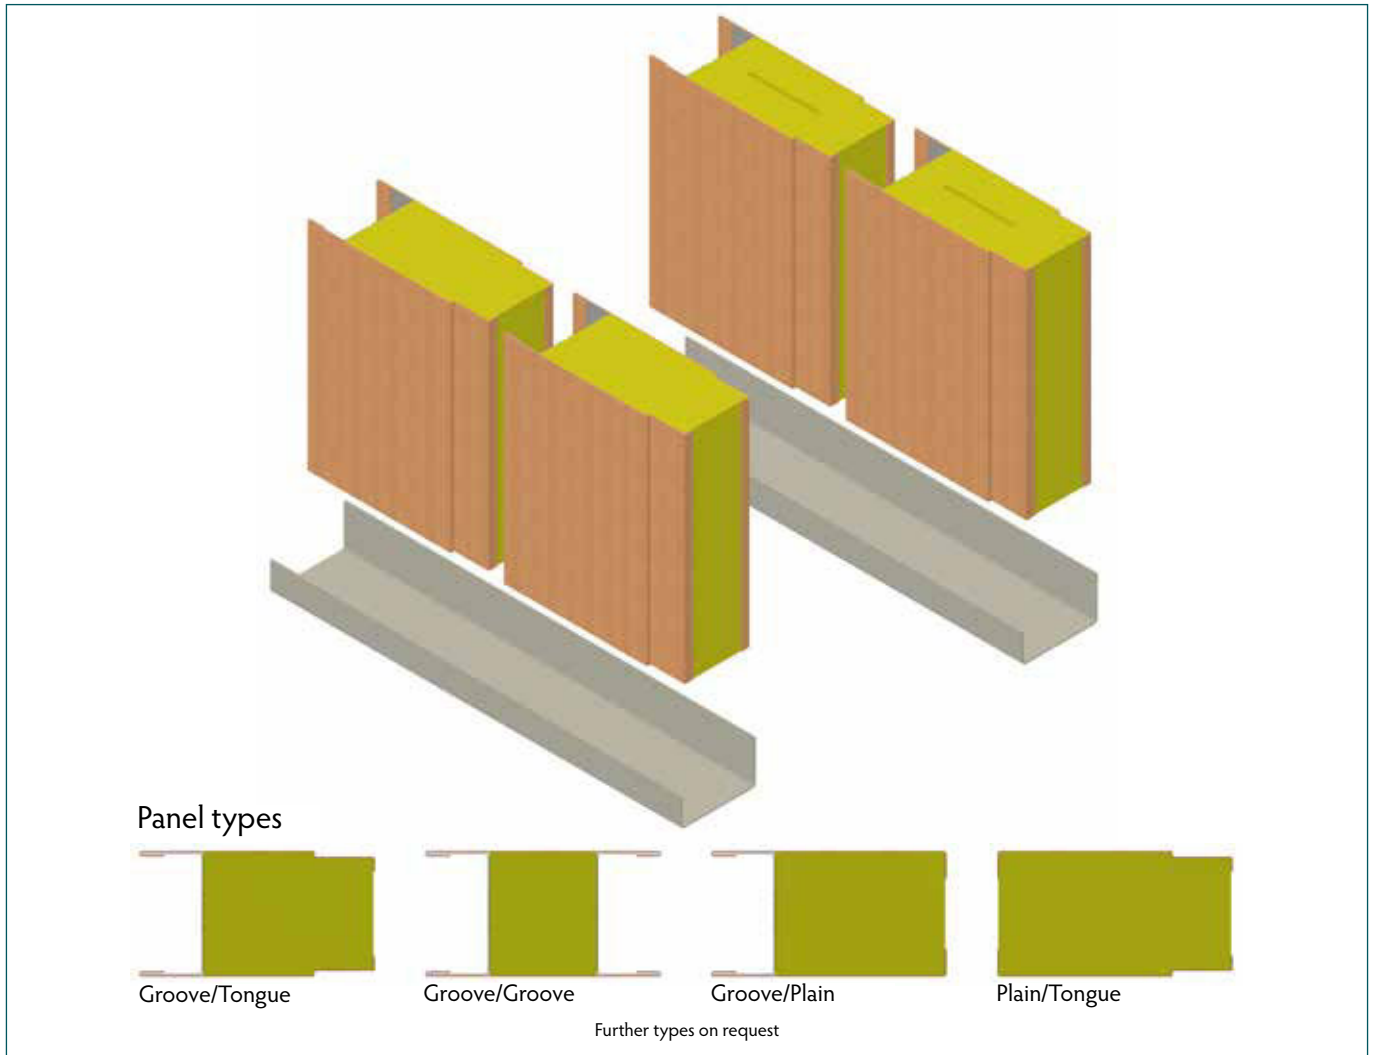 Panel types
Groove/Tongue
Groove/Groove
Groove/Plain
Plain/Tongue
Further types on request